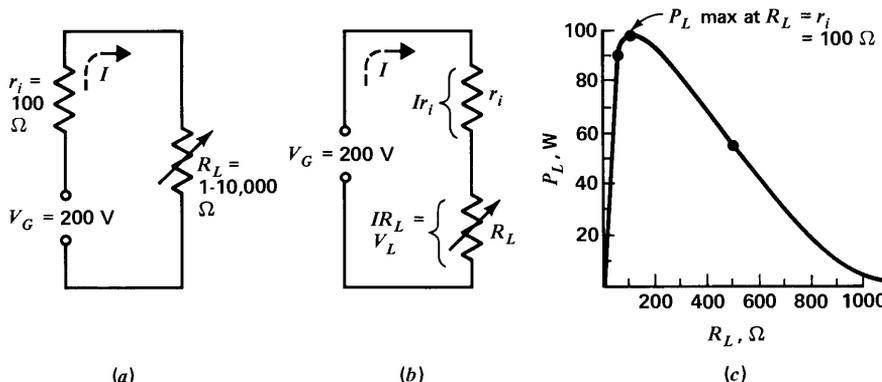 r_i =
100
Ω
I
R_L =
1-10,000
Ω
V_G = 200 V
(a)
I
Ir_i
r_i
V_G = 200 V
IR_L =
V_L
R_L
(b)
P_L max at R_L = r_i
= 100 Ω
100
80
60
40
20
P_L, W
200 400 600 800 1000
R_L, Ω
(c)